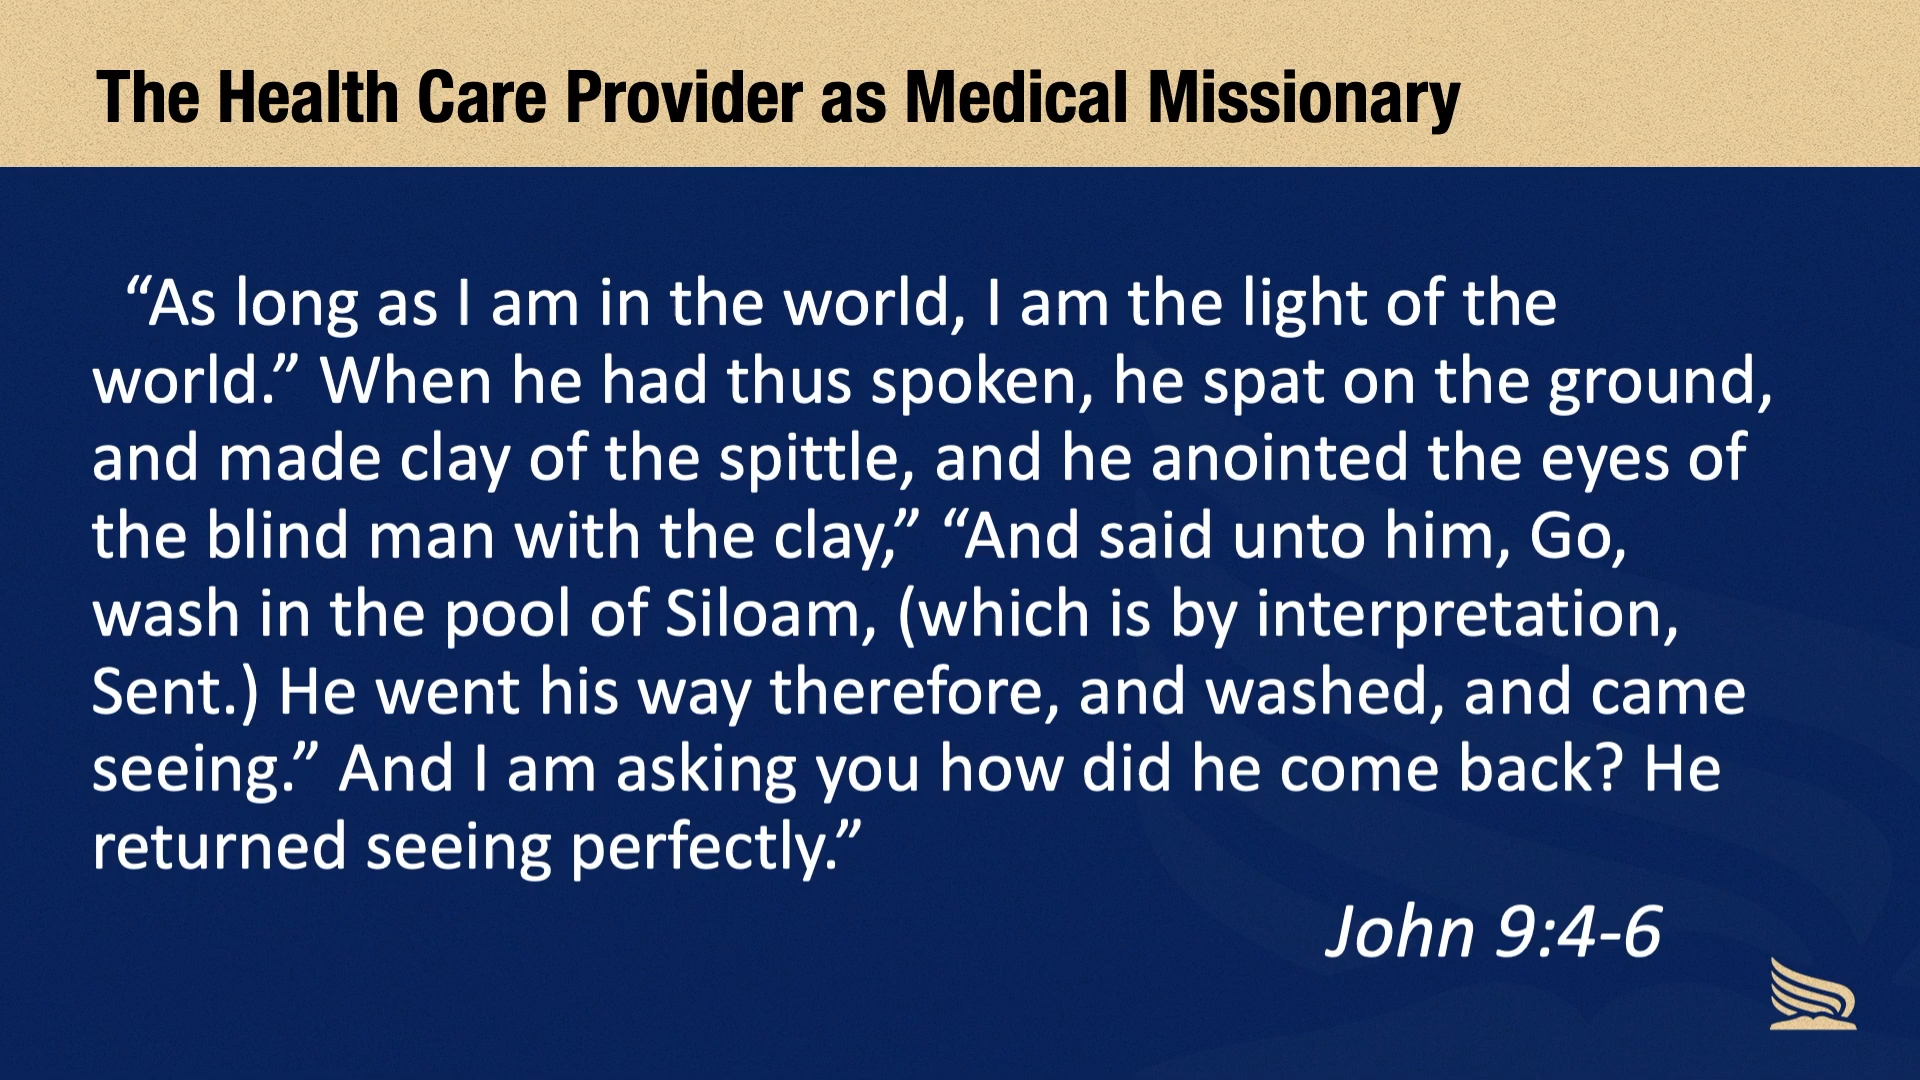 The Health Care Provider as Medical Missionary
“As long as I am in the world, I am the light of the
world.” When he had thus spoken, he spat on the ground,
and made clay of the spittle, and he anointed the eyes of
the blind man with the clay,” “And said unto him, Go,
wash in the pool of Siloam, (which is by interpretation,
Sent.) He went his way therefore, and washed, and came
seeing.” And I am asking you how did he come back? He
returned seeing perfectly.”
John 9:4-6